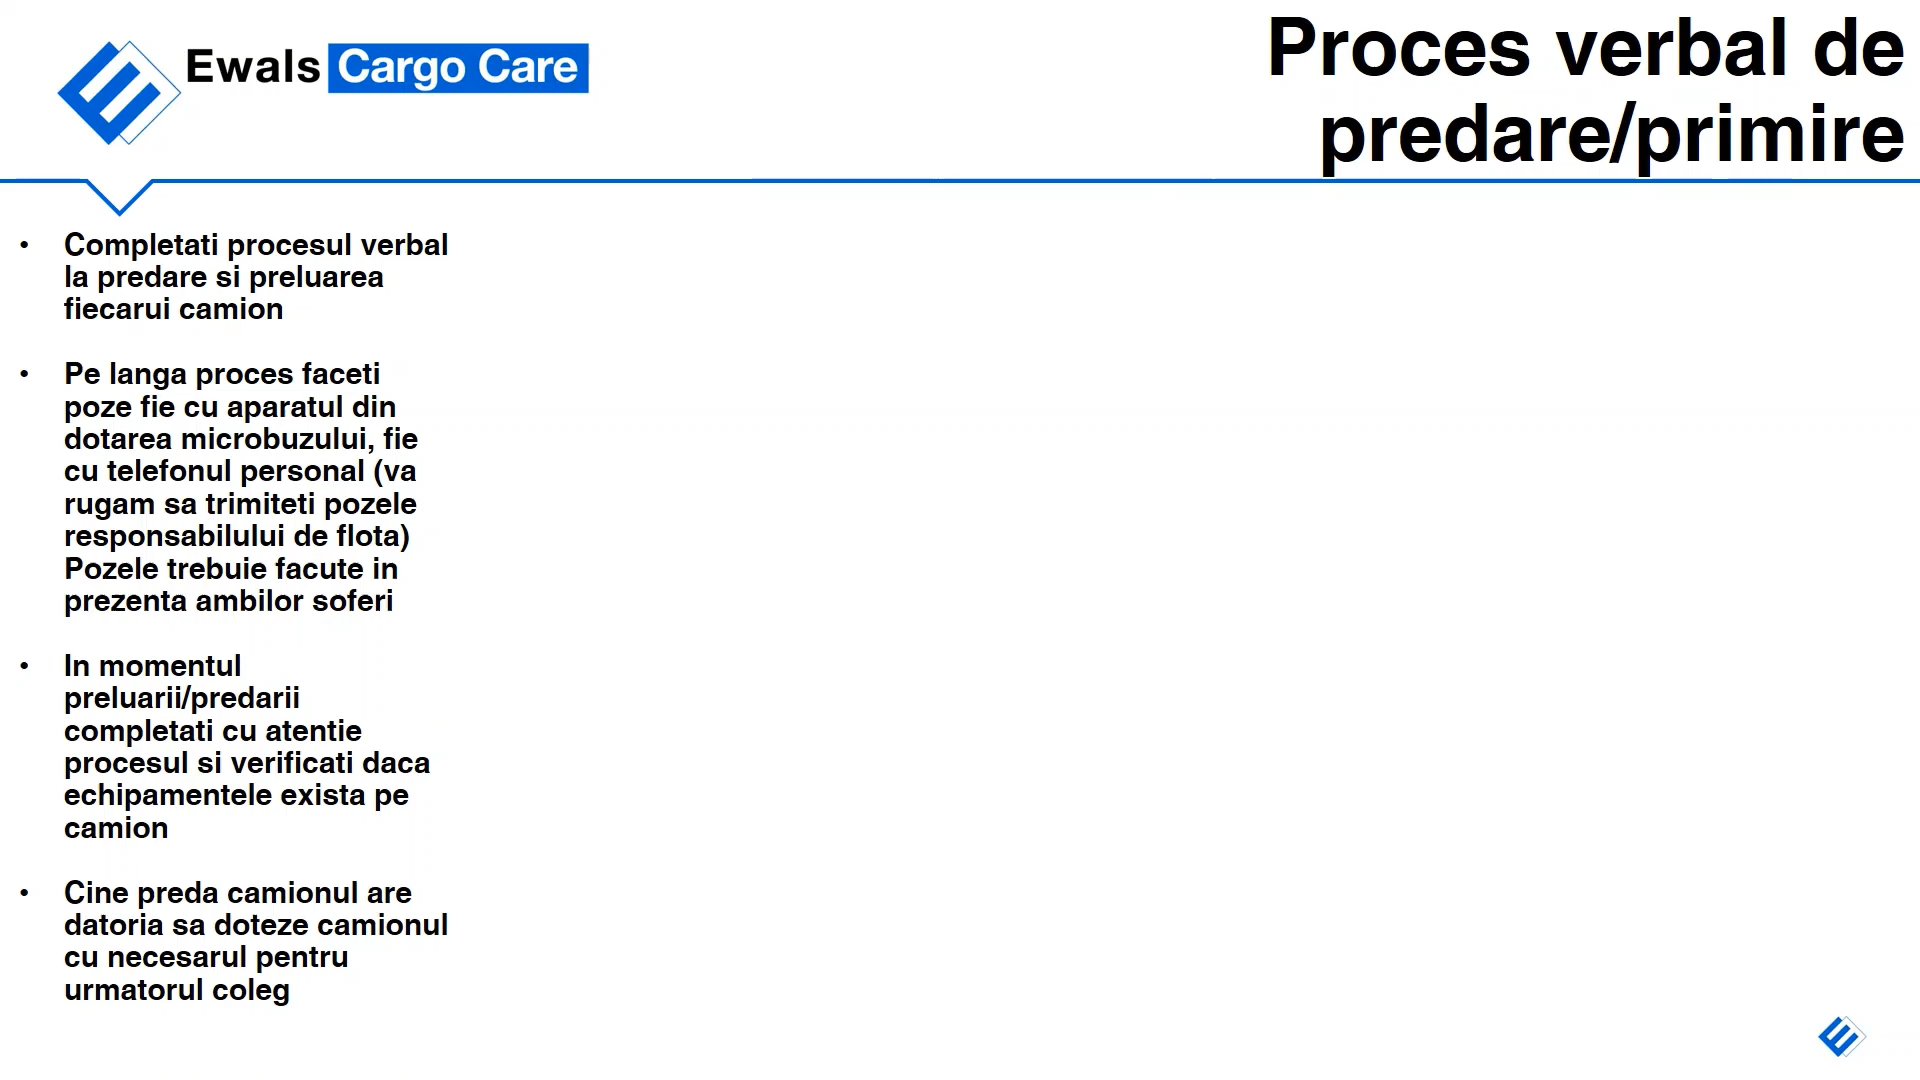 Ewals Cargo Care
Proces verbal de
predare/primire
• Completati procesul verbal
la predare si preluarea
fiecarui camion
• Pe langa proces faceti
poze fie cu aparatul din
dotarea microbuzului, fie
cu telefonul personal (va
rugam sa trimiteti pozele
responsabilului de flota)
Pozele trebuie facute in
prezenta ambilor soferi
• In momentul
preluarii/predarii
completati cu atentie
procesul si verificati daca
echipamentele exista pe
camion
• Cine preda camionul are
datoria sa doteze camionul
cu necesarul pentru
urmatorul coleg